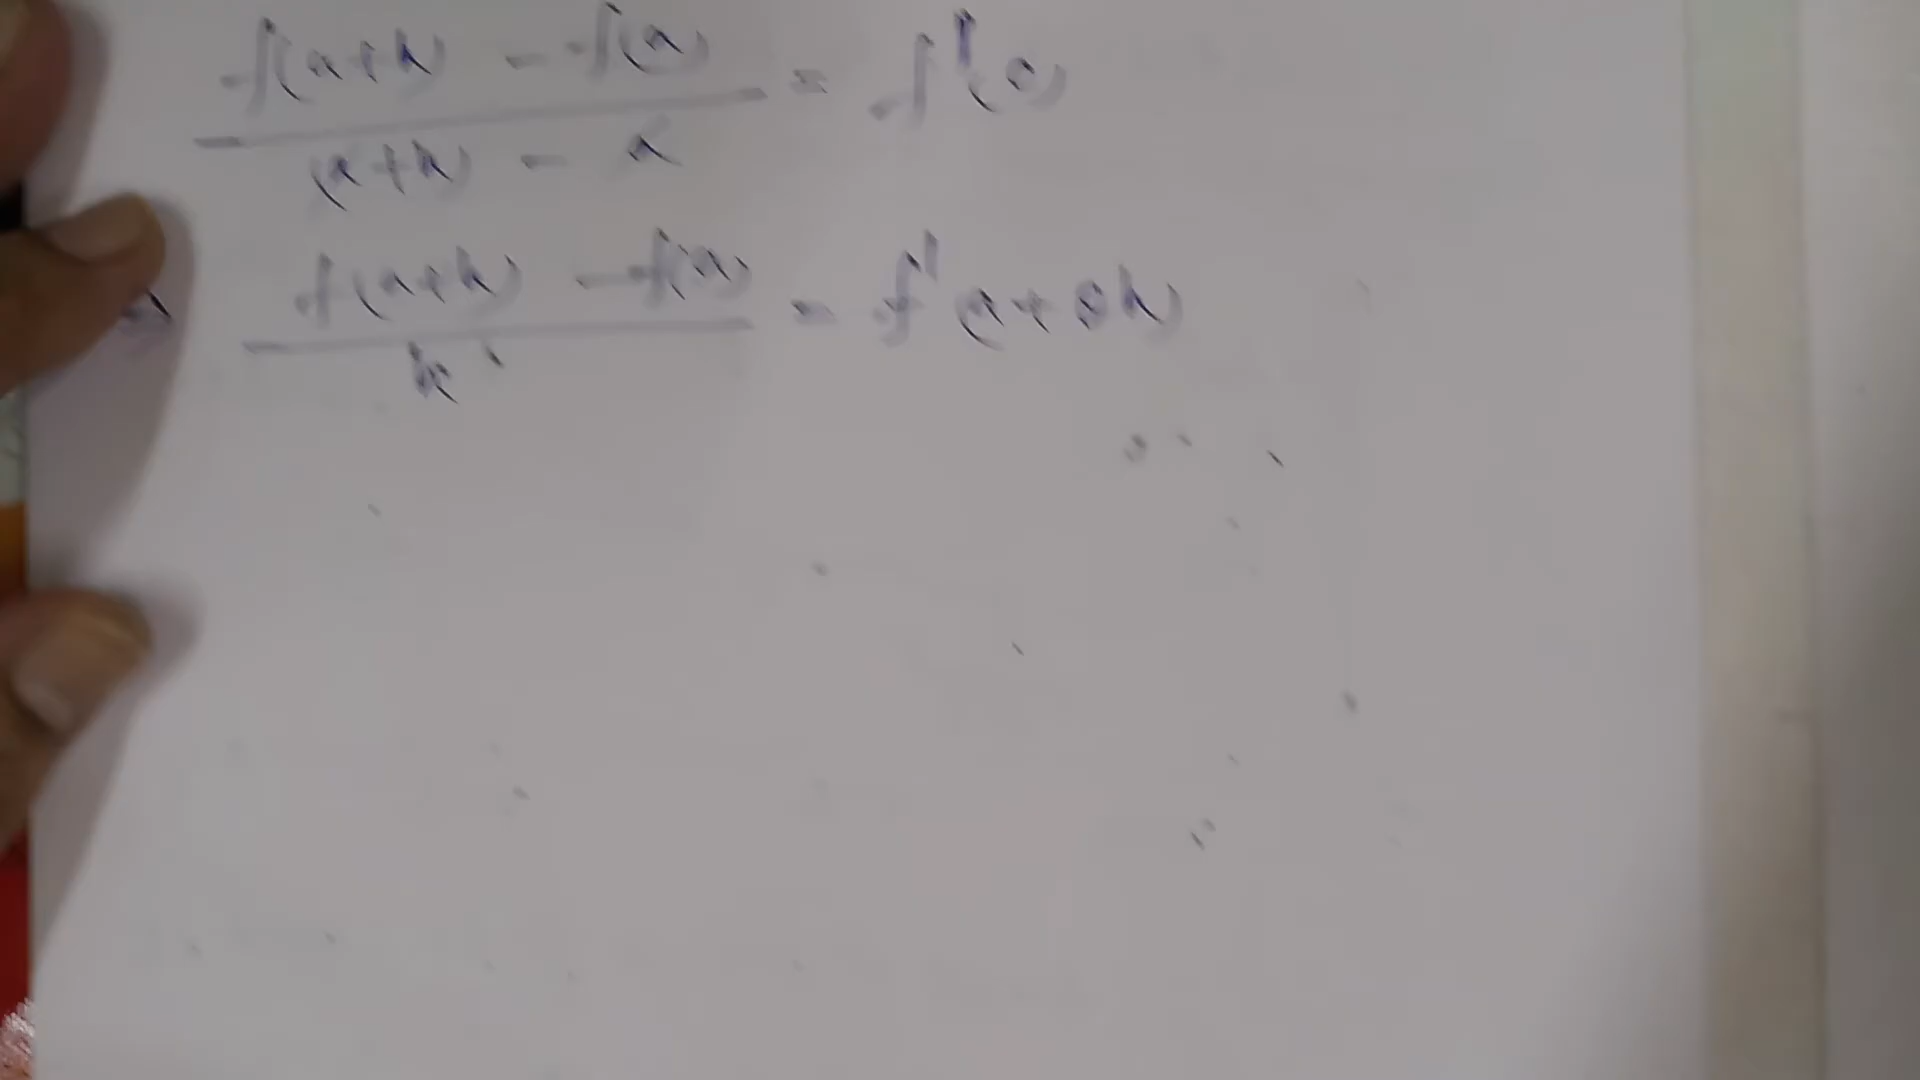 f(a+h) - f(a) / (a+h) - a = f'(c)
⇒ f(a+h) - f(a) / h = f'(a+θh)